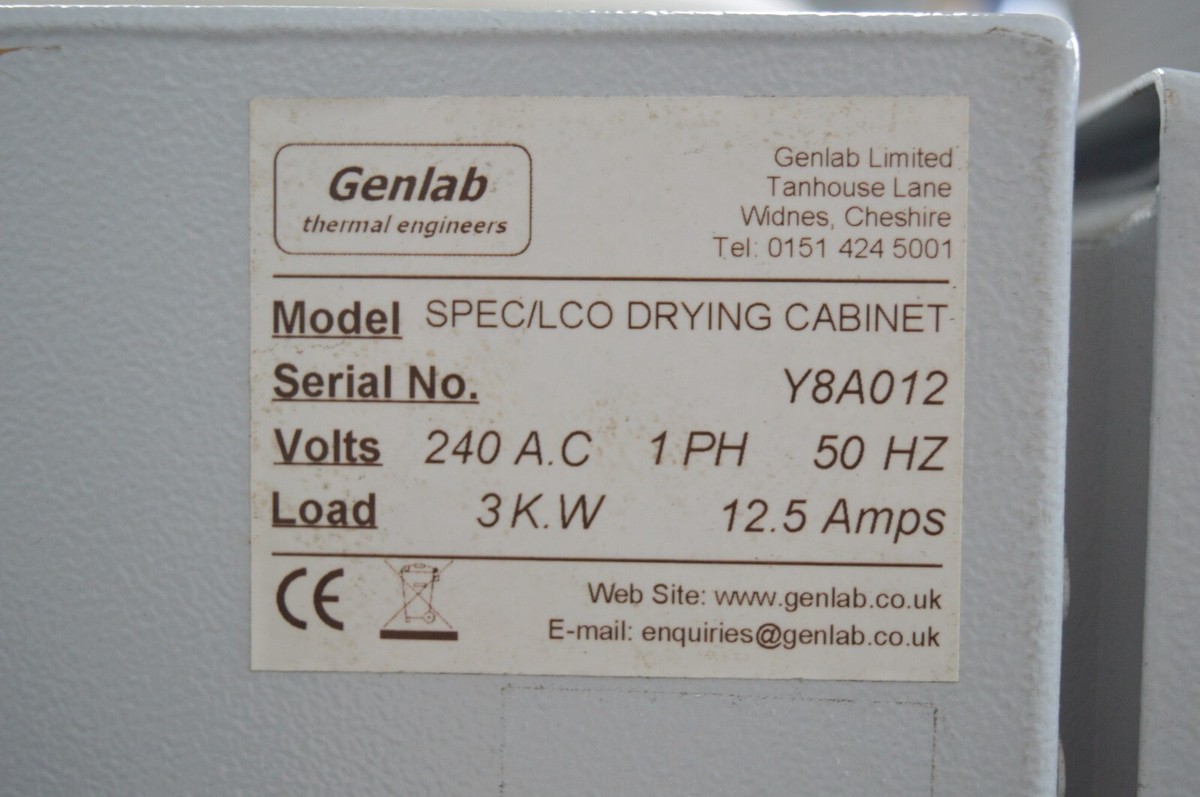 Genlab
thermal engineers
Genlab Limited
Tanhouse Lane
Widnes, Cheshire
Tel: 0151 424 5001
Model SPEC/LCO DRYING CABINET
Serial No. Y8A012
Volts 240 A.C 1 PH 50 HZ
Load 3 K.W 12.5 Amps
CE
Web Site: www.genlab.co.uk
E-mail: enquiries@genlab.co.uk